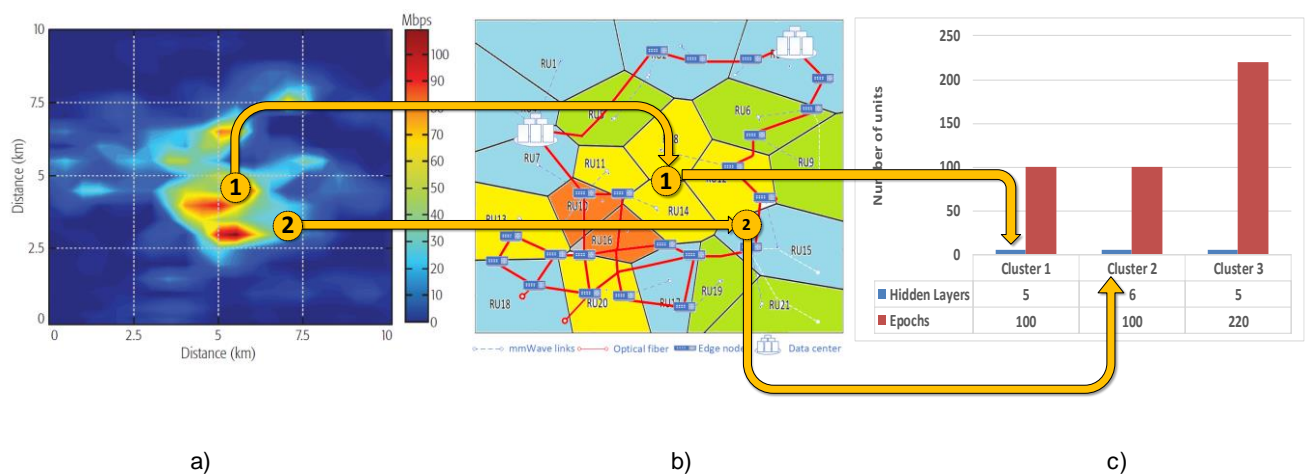 Mbps
10
7.5
5
2.5
0
Distance (km)
0 2.5 5 7.5 10
Distance (km)
100
90
80
70
60
50
40
30
20
10
0
1
2
RU1
RU6
RU7
RU11
RU9
RU13
RU10
RU14
RU16
RU15
RU18
RU20
RU19
RU21
1
2
mmWave links Optical fiber Edge node Data center
250
200
150
100
50
0
Number of units
Cluster 1 Cluster 2 Cluster 3
Hidden Layers 5 6 5
Epochs 100 100 220
a) b) c)